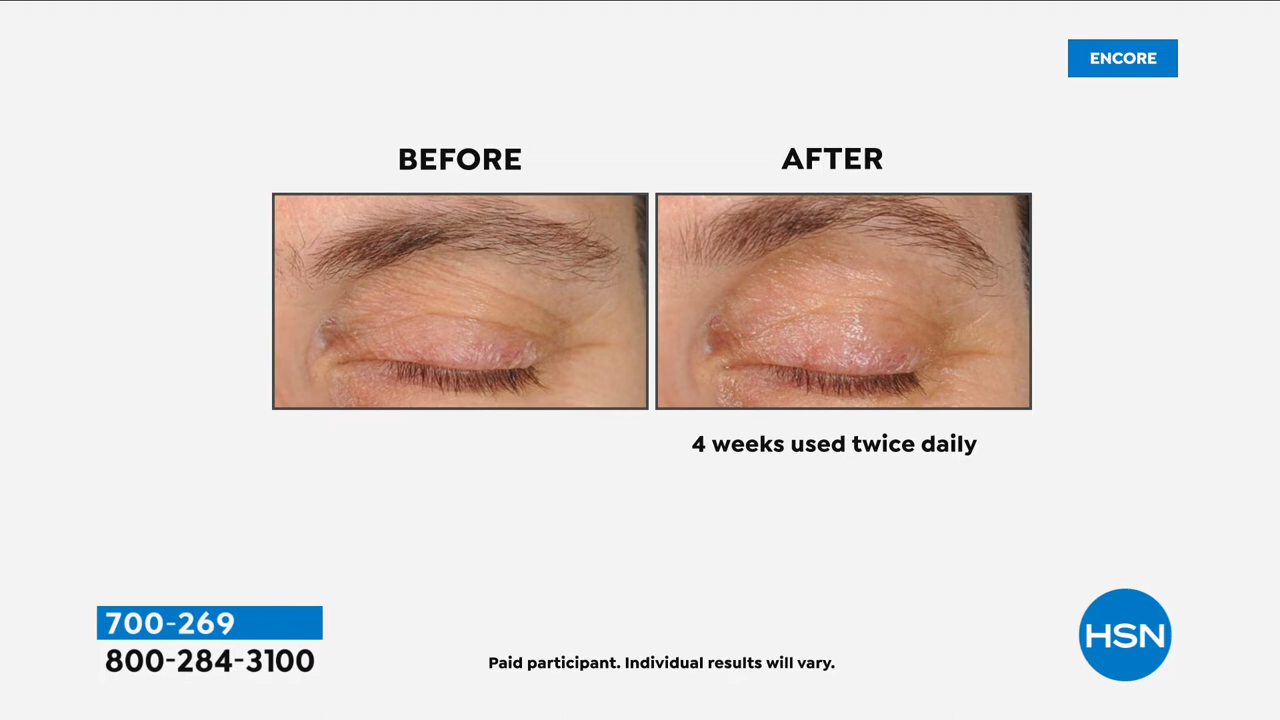 ENCORE
BEFORE
AFTER
4 weeks used twice daily
700-269
800-284-3100
Paid participant. Individual results will vary.
HSN